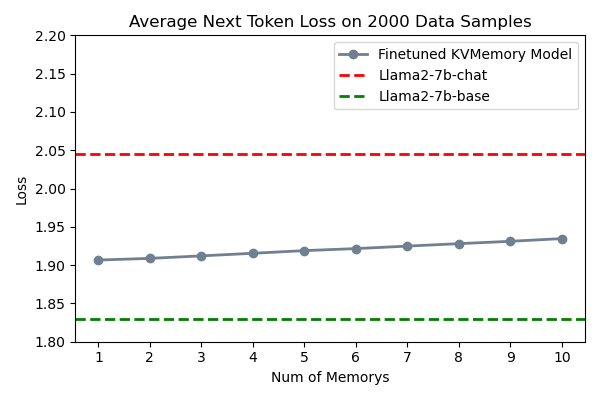 Average Next Token Loss on 2000 Data Samples
2.20
2.15
2.10
2.05
2.00
1.95
1.90
1.85
1.80
Loss
Finetuned KVMemory Model
Llama2-7b-chat
Llama2-7b-base
1 2 3 4 5 6 7 8 9 10
Num of Memorys